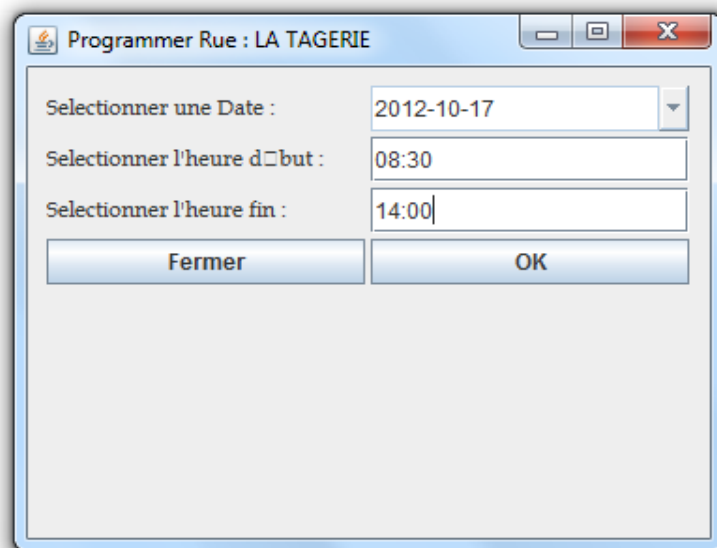 Programmer Rue : LA TAGERIE
Selectionner une Date : 2012-10-17
Selectionner l'heure d□but : 08:30
Selectionner l'heure fin : 14:00
Fermer OK